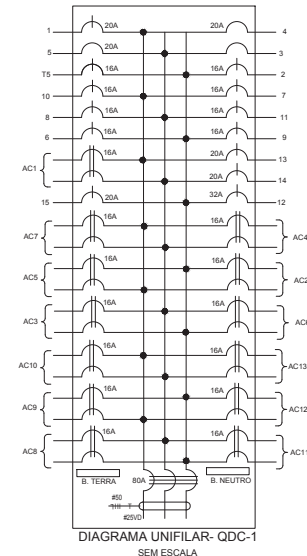 1 20A 20A 4
5 20A 20A 3
T5 16A 16A 2
10 16A 16A 7
8 16A 16A 11
6 16A 16A 9
AC1 16A 20A 13
20A 14
15 20A 32A 12
AC7 16A 16A AC4
AC5 16A 16A AC2
AC3 16A 16A
AC10 16A 16A AC13
AC9 16A 16A AC12
AC8 16A 16A AC11
B. TERRA 80A B. NEUTRO
#50
T
#25VD
DIAGRAMA UNIFILAR- QDC-1
SEM ESCALA